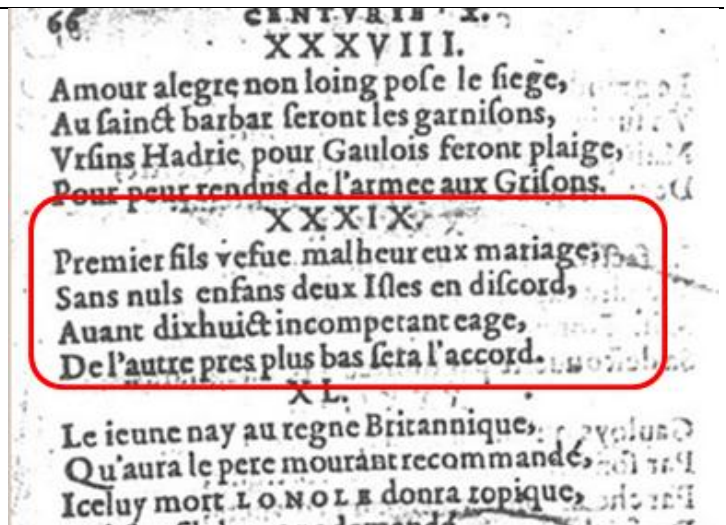 66 CENTVRIE X.
XXXVIII.
Amour alegre non loing pose le siege,
Au sainct barbar seront les garnisons,
Vrsins Hadrie pour Gaulois feront plaige,
Pour peur rendus de l'armee aux Grisons.
XXXIX.
Premier fils vefue malheureux mariage,
Sans nuls enfans deux Isles en discord,
Auant dixhuict incompetant eage,
De l'autre pres plus bas sera l'accord.
XL.
Le ieune nay au regne Britannique,
Qu'aura le pere mourant recommandé,
Iceluy mort LONOLE donra topique,